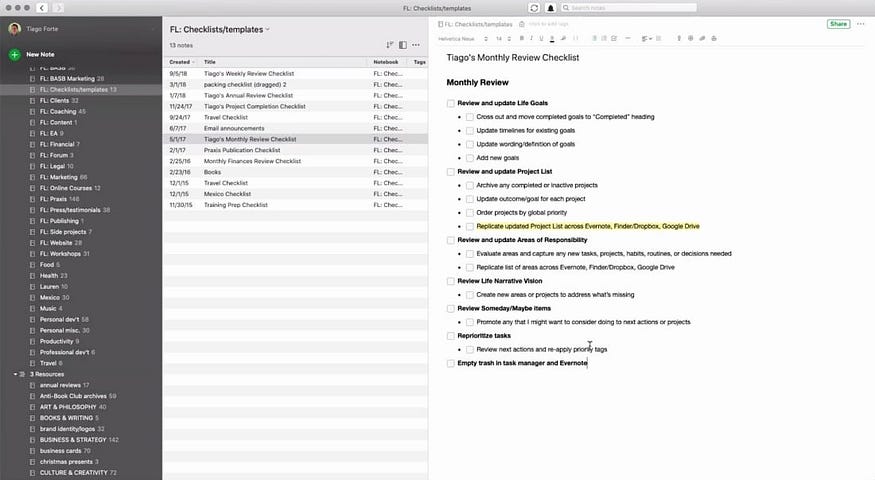 FL: Checklists/templates
Search notes
Tiego Forte
New Note
FL: BASB 36
FL: BASB Marketing 28
FL: Checklists/templates 13
FL: Clients 32
FL: Coaching 45
FL: Content 1
FL: EA 9
FL: Financial 7
FL: Forum 3
FL: Legal 10
FL: Marketing 66
FL: Online Courses 12
FL: Praxis 146
FL: Press/testimonials 38
FL: Publishing 1
FL: Side projects 7
FL: Website 28
FL: Workshops 31
Food 5
Health 23
Lauren 10
Mexico 30
Music 4
Personal dev't 58
Personal misc. 30
Productivity 9
Professional dev't 6
Travel 6
3 Resources
annual reviews 17
Anti-Book Club archives 59
ART & PHILOSOPHY 40
BOOKS & WRITING 5
brand identity/logos 32
BUSINESS & STRATEGY 142
business cards 70
christmas presents 3
CULTURE & CREATIVITY 72
FL: Checklists/templates
13 notes
Created Title Notebook Tags
9/5/18 Tiago's Weekly Review Checklist FL: Chec...
3/1/18 packing checklist (dragged) 2 FL: Chec...
1/7/18 Tiago's Annual Review Checklist FL: Chec...
11/24/17 Tiago's Project Completion Checklist FL: Chec...
9/24/17 Travel Checklist FL: Chec...
6/7/17 Email announcements FL: Chec...
5/1/17 Tiago's Monthly Review Checklist FL: Chec...
2/1/17 Praxis Publication Checklist FL: Chec...
2/25/16 Monthly Finances Review Checklist FL: Chec...
2/23/16 Books FL: Chec...
12/1/15 Travel Checklist FL: Chec...
12/1/15 Mexico Checklist FL: Chec...
11/30/15 Training Prep Checklist FL: Chec...
FL: Checklists/templates click to add tags
Share
Helvetica Neue 14 B I U
Tiago's Monthly Review Checklist
Monthly Review
Review and update Life Goals
Cross out and move completed goals to "Completed" heading
Update timelines for existing goals
Update wording/definition of goals
Add new goals
Review and update Project List
Archive any completed or inactive projects
Update outcome/goal for each project
Order projects by global priority
Replicate updated Project List across Evernote, Finder/Dropbox, Google Drive
Review and update Areas of Responsibility
Evaluate areas and capture any new tasks, projects, habits, routines, or decisions needed
Replicate list of areas across Evernote, Finder/Dropbox, Google Drive
Review Life Narrative Vision
Create new areas or projects to address what's missing
Review Someday/Maybe items
Promote any that I might want to consider doing to next actions or projects
Reprioritize tasks
Review next actions and re-apply priority tags
Empty trash in task manager and Evernote